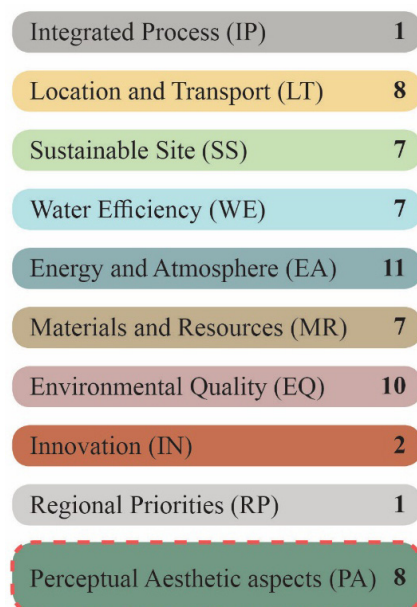 Integrated Process (IP) 1
Location and Transport (LT) 8
Sustainable Site (SS) 7
Water Efficiency (WE) 7
Energy and Atmosphere (EA) 11
Materials and Resources (MR) 7
Environmental Quality (EQ) 10
Innovation (IN) 2
Regional Priorities (RP) 1
Perceptual Aesthetic aspects (PA) 8